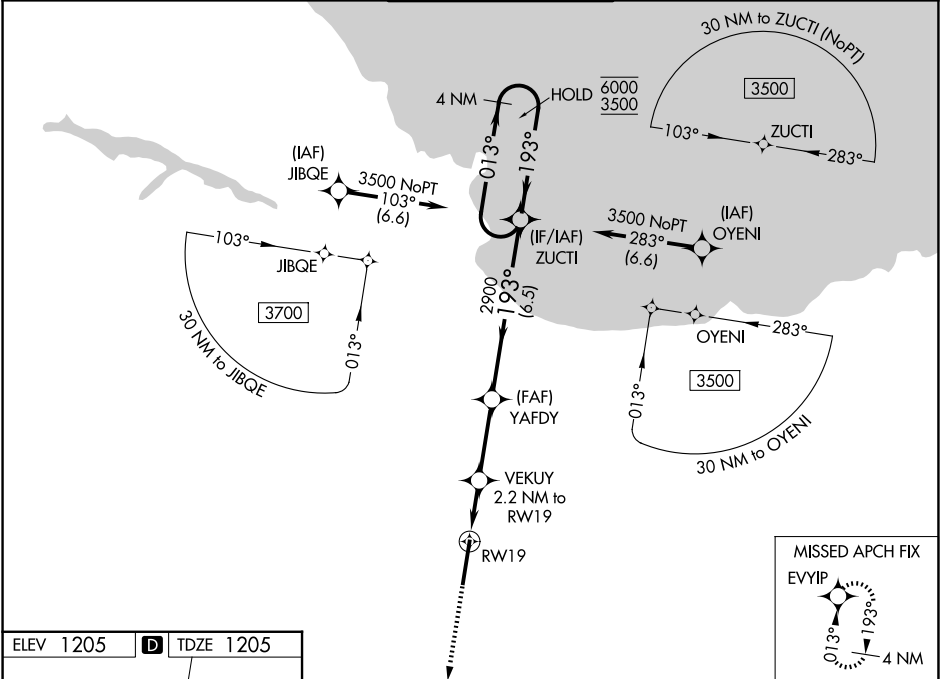 30 NM to ZUCTI (NoPT)
3500
103°
ZUCTI
283°
4 NM
HOLD
6000
3500
013°
193°
(IAF)
JIBQE
3500 NoPT
103°
(6.6)
(IF/IAF)
ZUCTI
3500 NoPT
283°
(6.6)
(IAF)
OYENI
103°
JIBQE
3700
013°
30 NM to JIBQE
2900
193°
(6.5)
OYENI
283°
3500
013°
30 NM to OYENI
(FAF)
YAFDY
VEKUY
2.2 NM to
RW19
RW19
MISSED APCH FIX
EVYIP
013°
193°
4 NM
ELEV 1205 D TDZE 1205